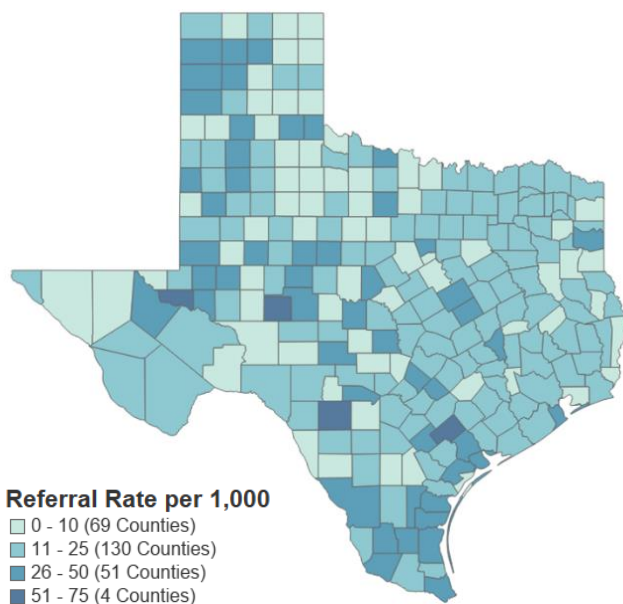 Referral Rate per 1,000
0 - 10 (69 Counties)
11 - 25 (130 Counties)
26 - 50 (51 Counties)
51 - 75 (4 Counties)